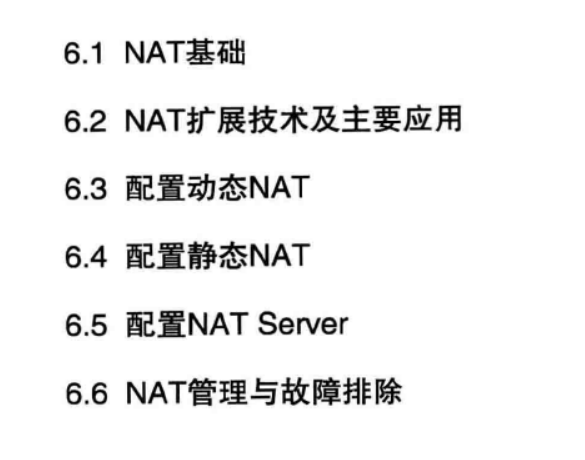 6.1 NAT基础
6.2 NAT扩展技术及主要应用
6.3 配置动态NAT
6.4 配置静态NAT
6.5 配置NAT Server
6.6 NAT管理与故障排除